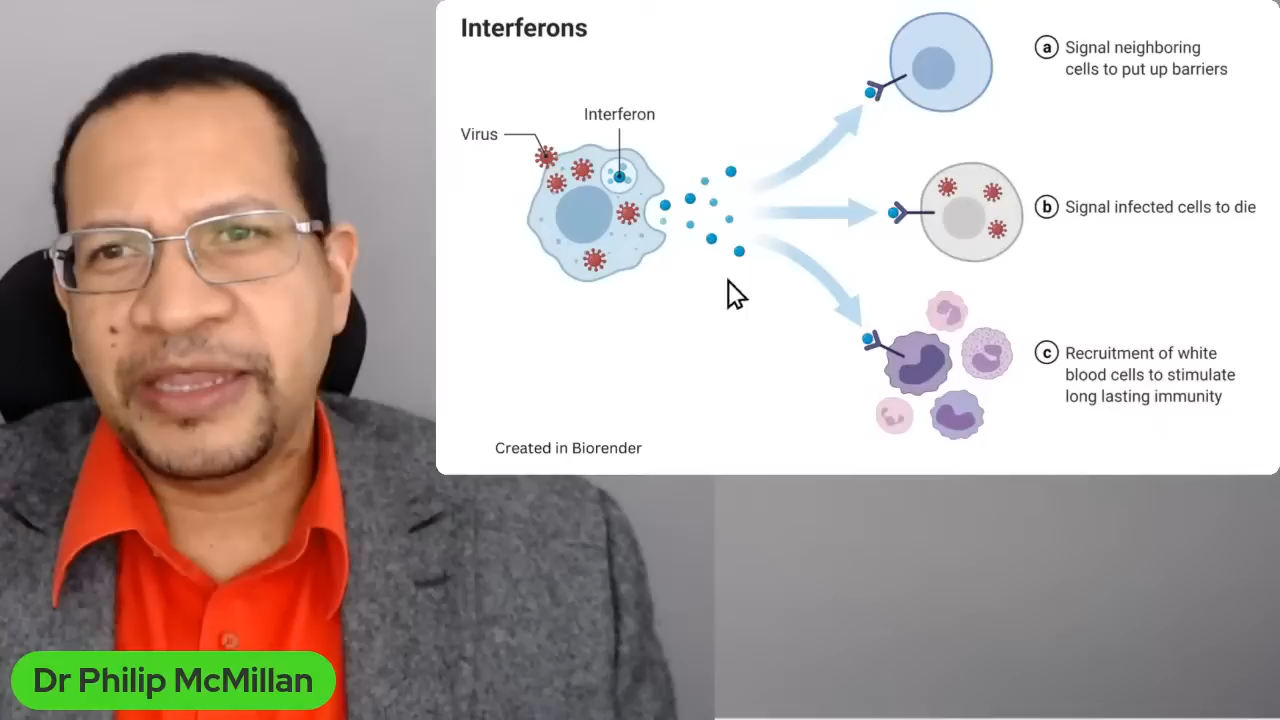 Interferons
Interferon
Virus
a Signal neighboring
cells to put up barriers
b Signal infected cells to die
c Recruitment of white
blood cells to stimulate
long lasting immunity
Created in Biorender
Dr Philip McMillan